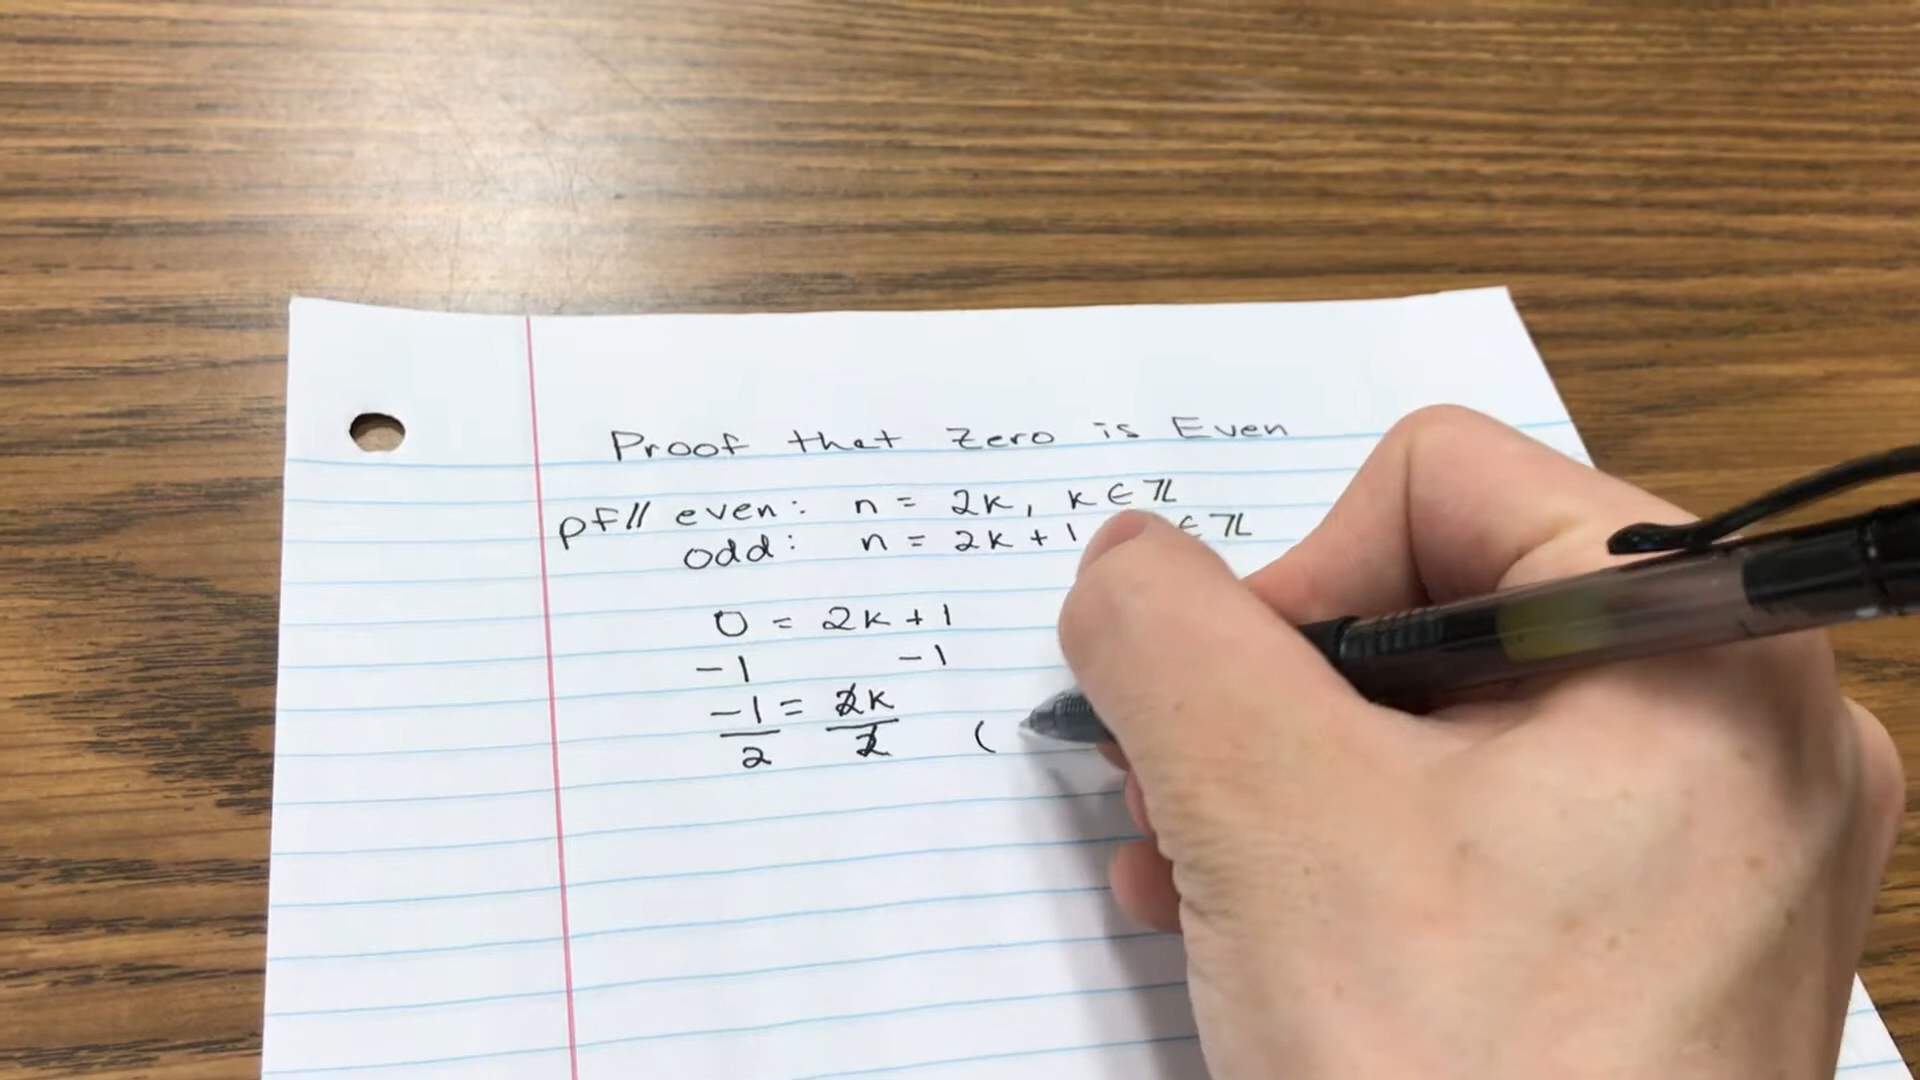 Proof that Zero is Even
pf// even: n = 2k, k ∈ ℤ
odd: n = 2k + 1 ∈ ℤ
0 = 2k + 1
-1 -1
-1 = 2k
2 2 (